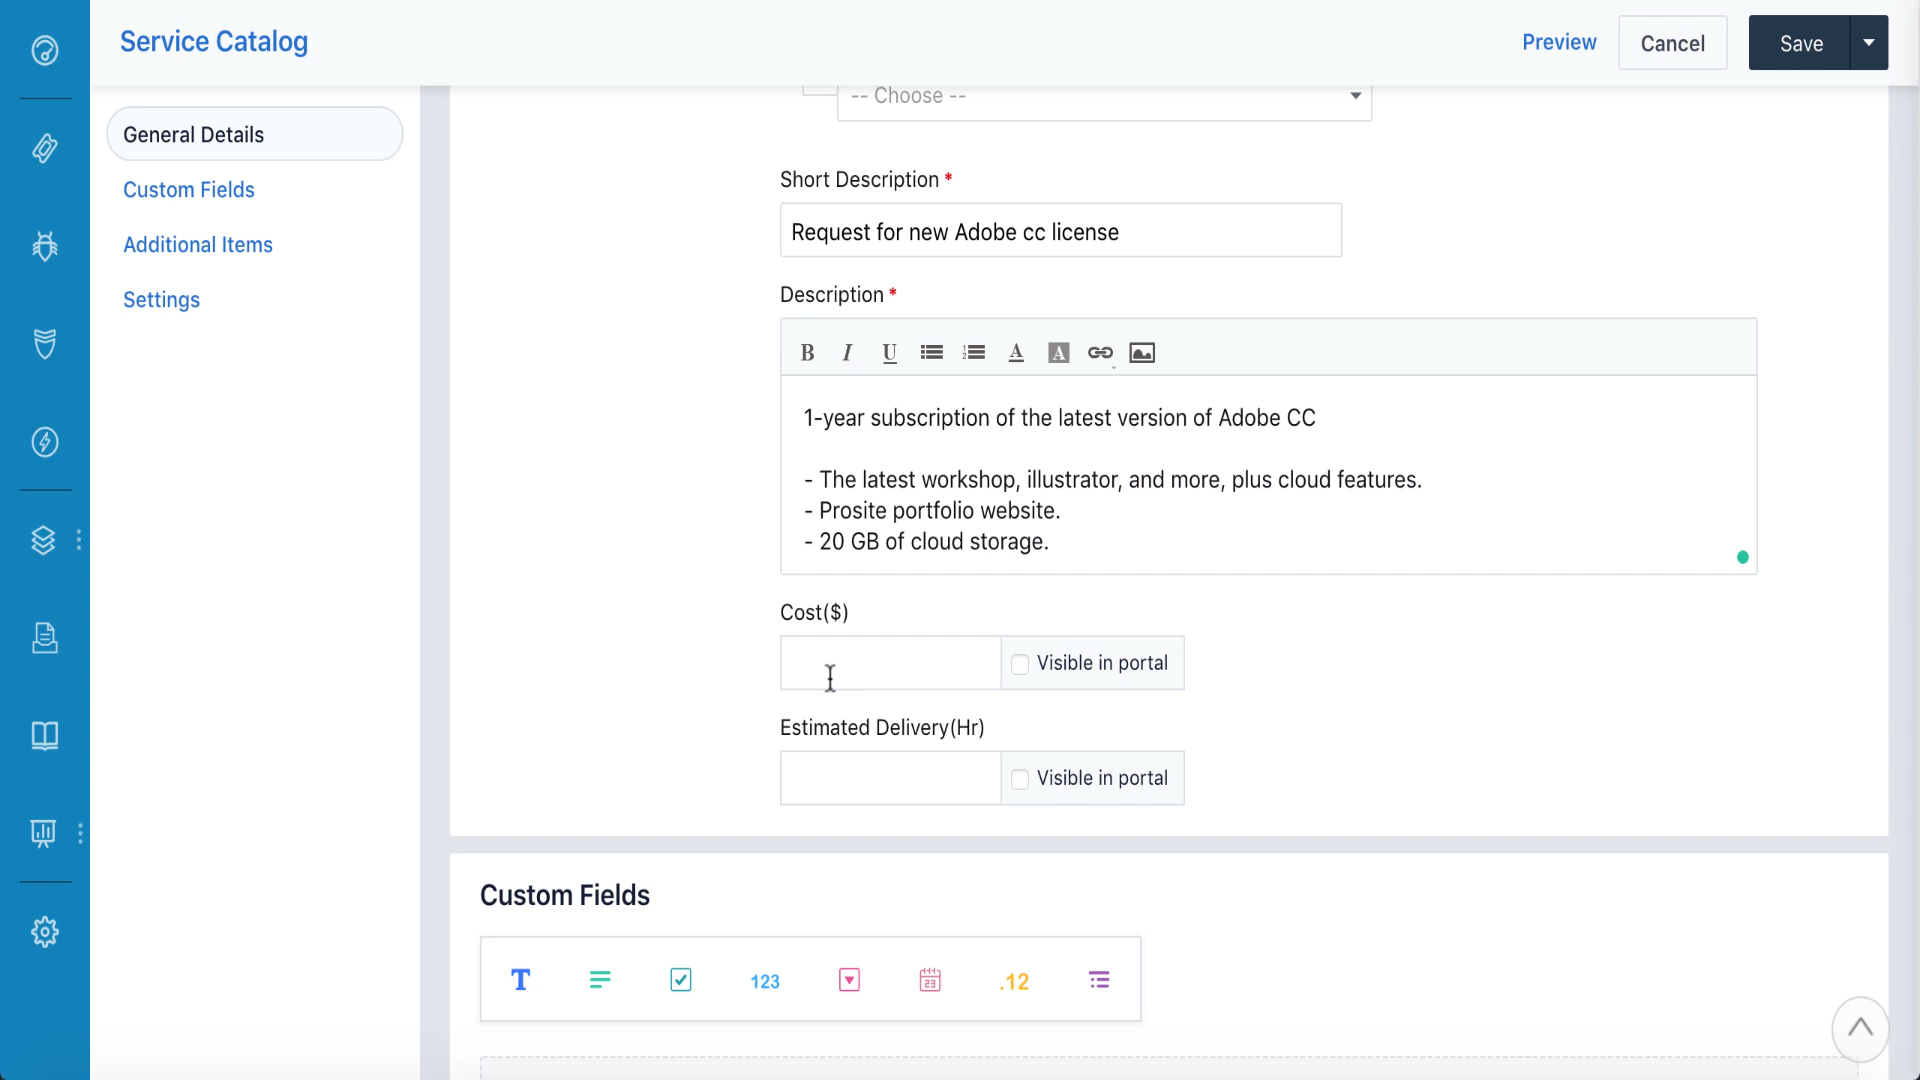 Service Catalog
Preview
Cancel
Save
General Details
Custom Fields
Additional Items
Settings
-- Choose --
Short Description *
Request for new Adobe cc license
Description *
B I U A A
1-year subscription of the latest version of Adobe CC
- The latest workshop, illustrator, and more, plus cloud features.
- Prosite portfolio website.
- 20 GB of cloud storage.
Cost($)
Visible in portal
Estimated Delivery(Hr)
Visible in portal
Custom Fields
T 123 23 .12